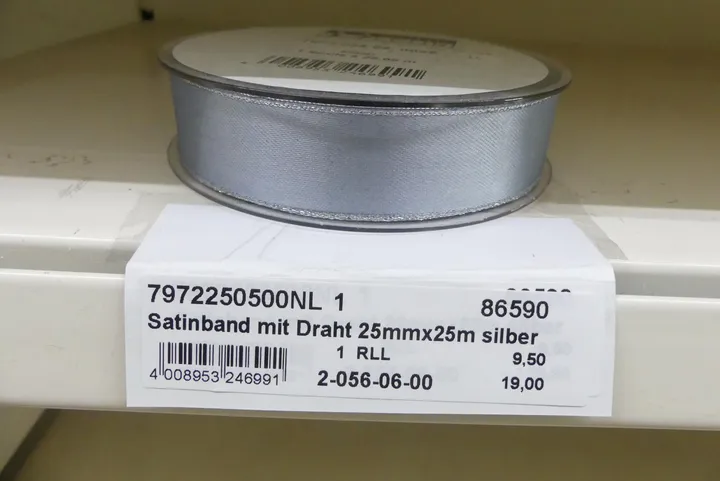 7972250500NL 1 86590
Satinband mit Draht 25mmx25m silber
1 RLL 9,50
4 008953 246991 2-056-06-00 19,00